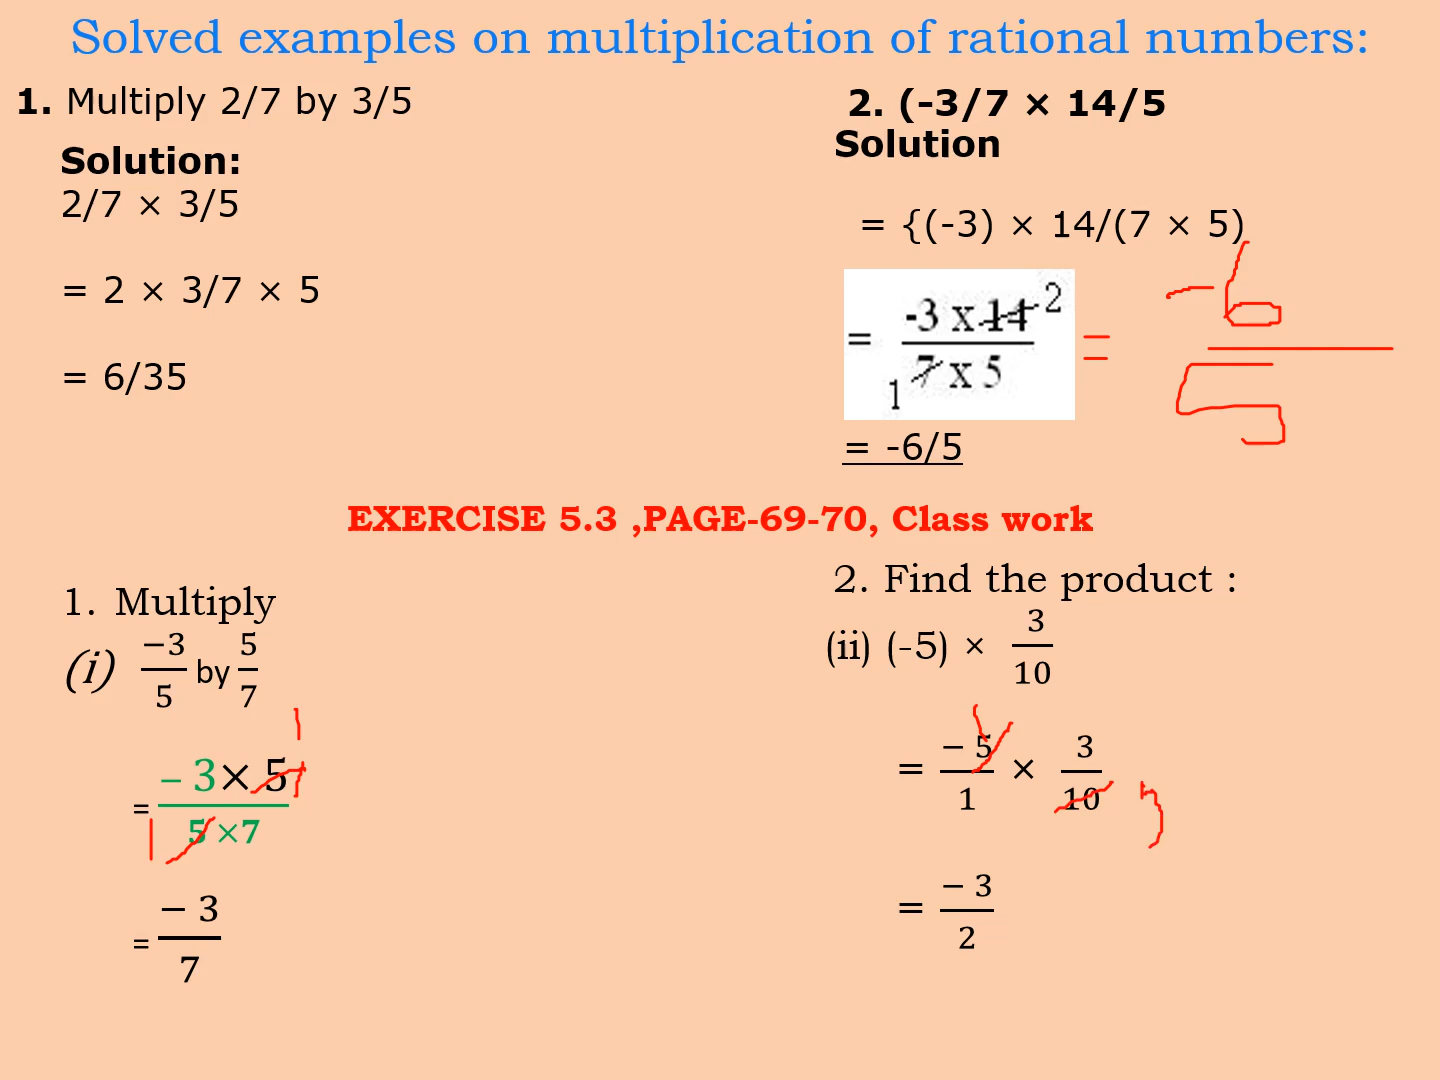 Solved examples on multiplication of rational numbers:
1. Multiply 2/7 by 3/5
Solution:
2/7 × 3/5
= 2 × 3/7 × 5
= 6/35
2. (-3/7 × 14/5
Solution
= {(-3) × 14/(7 × 5)
= -3 x 14 2
1 7 x 5
= -6
5
= -6/5
EXERCISE 5.3 ,PAGE-69-70, Class work
1. Multiply
(i) −3/5 by 5/7
1
= – 3 × 5
1 5 ×7
= − 3/7
2. Find the product :
(ii) (-5) × 3/10
= − 5/1 × 3/10
= − 3/2